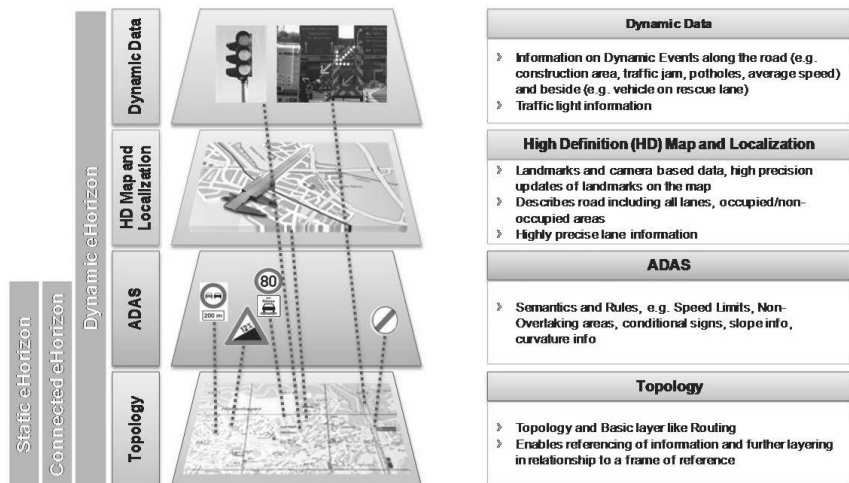 Static eHorizon
Connected eHorizon
Dynamic eHorizon
Dynamic Data
HD Map and
Localization
ADAS
Topology
200 m
12%
80
Dynamic Data
Information on Dynamic Events along the road (e.g.
construction area, traffic jam, potholes, average speed)
and beside (e.g. vehicle on rescue lane)
Traffic light information
High Definition (HD) Map and Localization
Landmarks and camera based data, high precision
updates of landmarks on the map
Describes road including all lanes, occupied/non-
occupied areas
Highly precise lane information
ADAS
Semantics and Rules, e.g. Speed Limits, Non-
Overtaking areas, conditional signs, slope info,
curvature info
Topology
Topology and Basic layer like Routing
Enables referencing of information and further layering
in relationship to a frame of reference